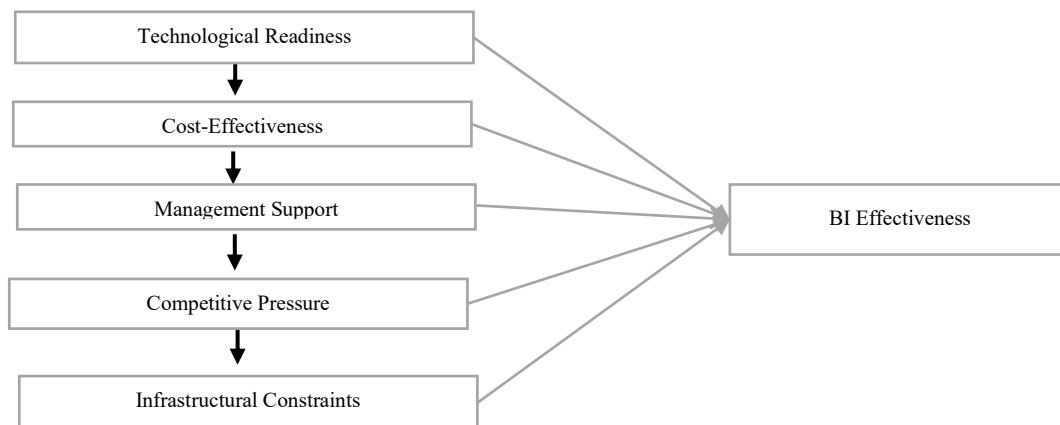 Technological Readiness
Cost-Effectiveness
Management Support
BI Effectiveness
Competitive Pressure
Infrastructural Constraints